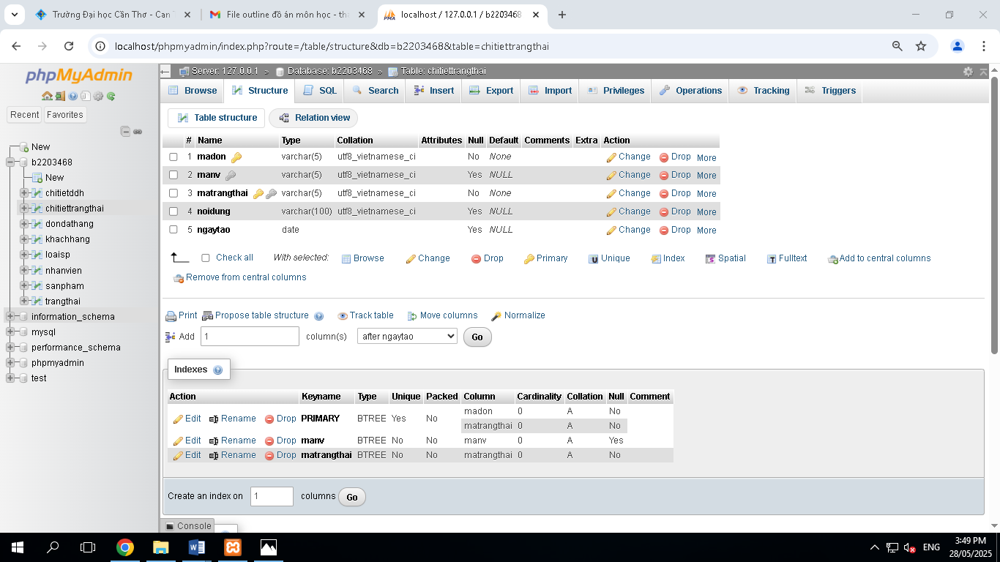 Trường Đại học Cần Thơ - Can T
File outline đồ án môn học - the
localhost / 127.0.0.1 / b2203468
localhost/phpmyadmin/index.php?route=/table/structure&db=b2203468&table=chitiettrangthai
phpMyAdmin
Recent Favorites
New
b2203468
New
chitietddh
chitiettrangthai
dondathang
khachhang
loaisp
nhanvien
sanpham
trangthai
information_schema
mysql
performance_schema
phpmyadmin
test
Server: 127.0.0.1 » Database: b2203468 » Table: chitiettrangthai
Browse Structure SQL Search Insert Export Import Privileges Operations Tracking Triggers
Table structure Relation view
# Name Type Collation Attributes Null Default Comments Extra Action
1 madon varchar(5) utf8_vietnamese_ci No None Change Drop More
2 manv varchar(5) utf8_vietnamese_ci Yes NULL Change Drop More
3 matrangthai varchar(5) utf8_vietnamese_ci No None Change Drop More
4 noidung varchar(100) utf8_vietnamese_ci Yes NULL Change Drop More
5 ngaytao date Yes NULL Change Drop More
Check all With selected: Browse Change Drop Primary Unique Index Spatial Fulltext Add to central columns
Remove from central columns
Print Propose table structure Track table Move columns Normalize
Add 1 column(s) after ngaytao Go
Indexes
Action Keyname Type Unique Packed Column Cardinality Collation Null Comment
Edit Rename Drop PRIMARY BTREE Yes No madon 0 A No
matrangthai 0 A No
Edit Rename Drop manv BTREE No No manv 0 A Yes
Edit Rename Drop matrangthai BTREE No No matrangthai 0 A No
Create an index on 1 columns Go
Console
ENG
3:49 PM
28/05/2025